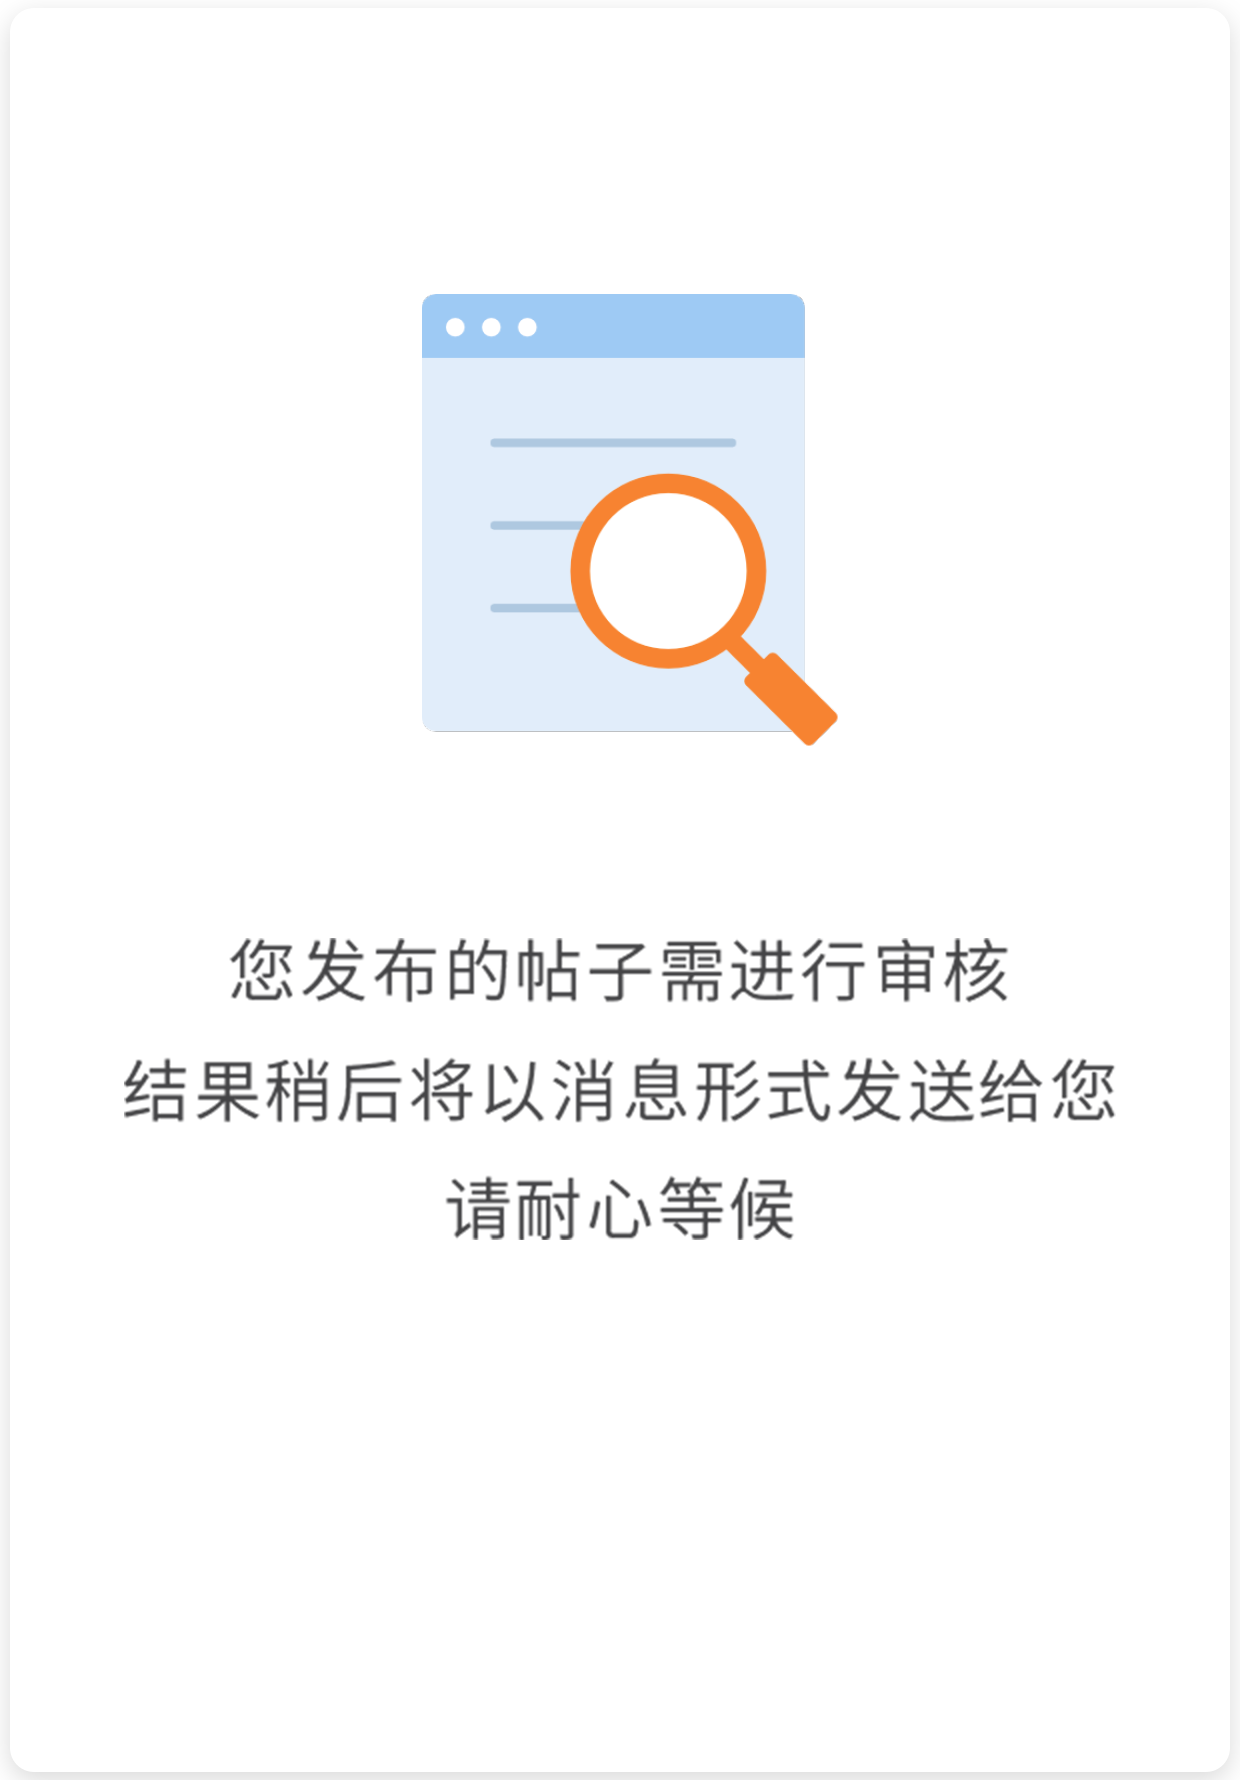 您发布的帖子需进行审核
结果稍后将以消息形式发送给您
请耐心等候